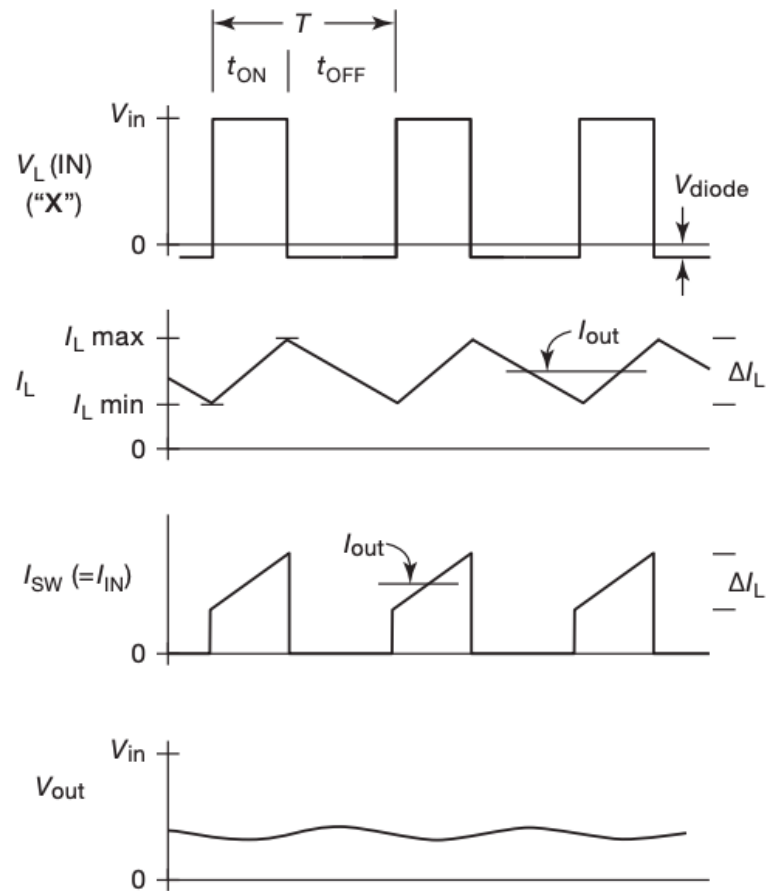 T
tON tOFF
Vin
VL (IN)
("X")
Vdiode
0
IL max
Iout
IL
ΔIL
IL min
0
Iout
ISW (=IIN)
ΔIL
0
Vin
Vout
0